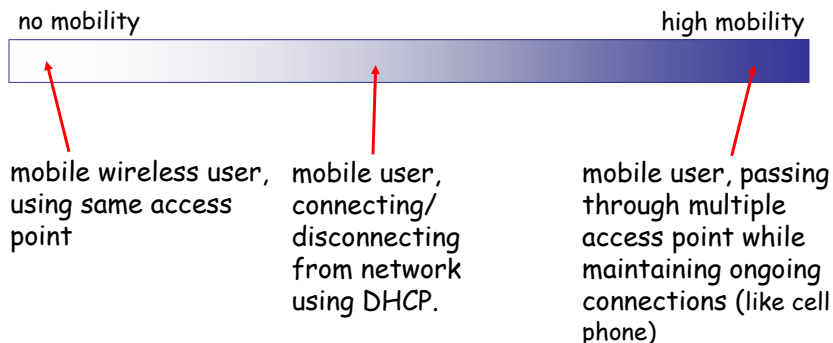 no mobility
high mobility
mobile wireless user,
using same access
point
mobile user,
connecting/
disconnecting
from network
using DHCP.
mobile user, passing
through multiple
access point while
maintaining ongoing
connections (like cell
phone)